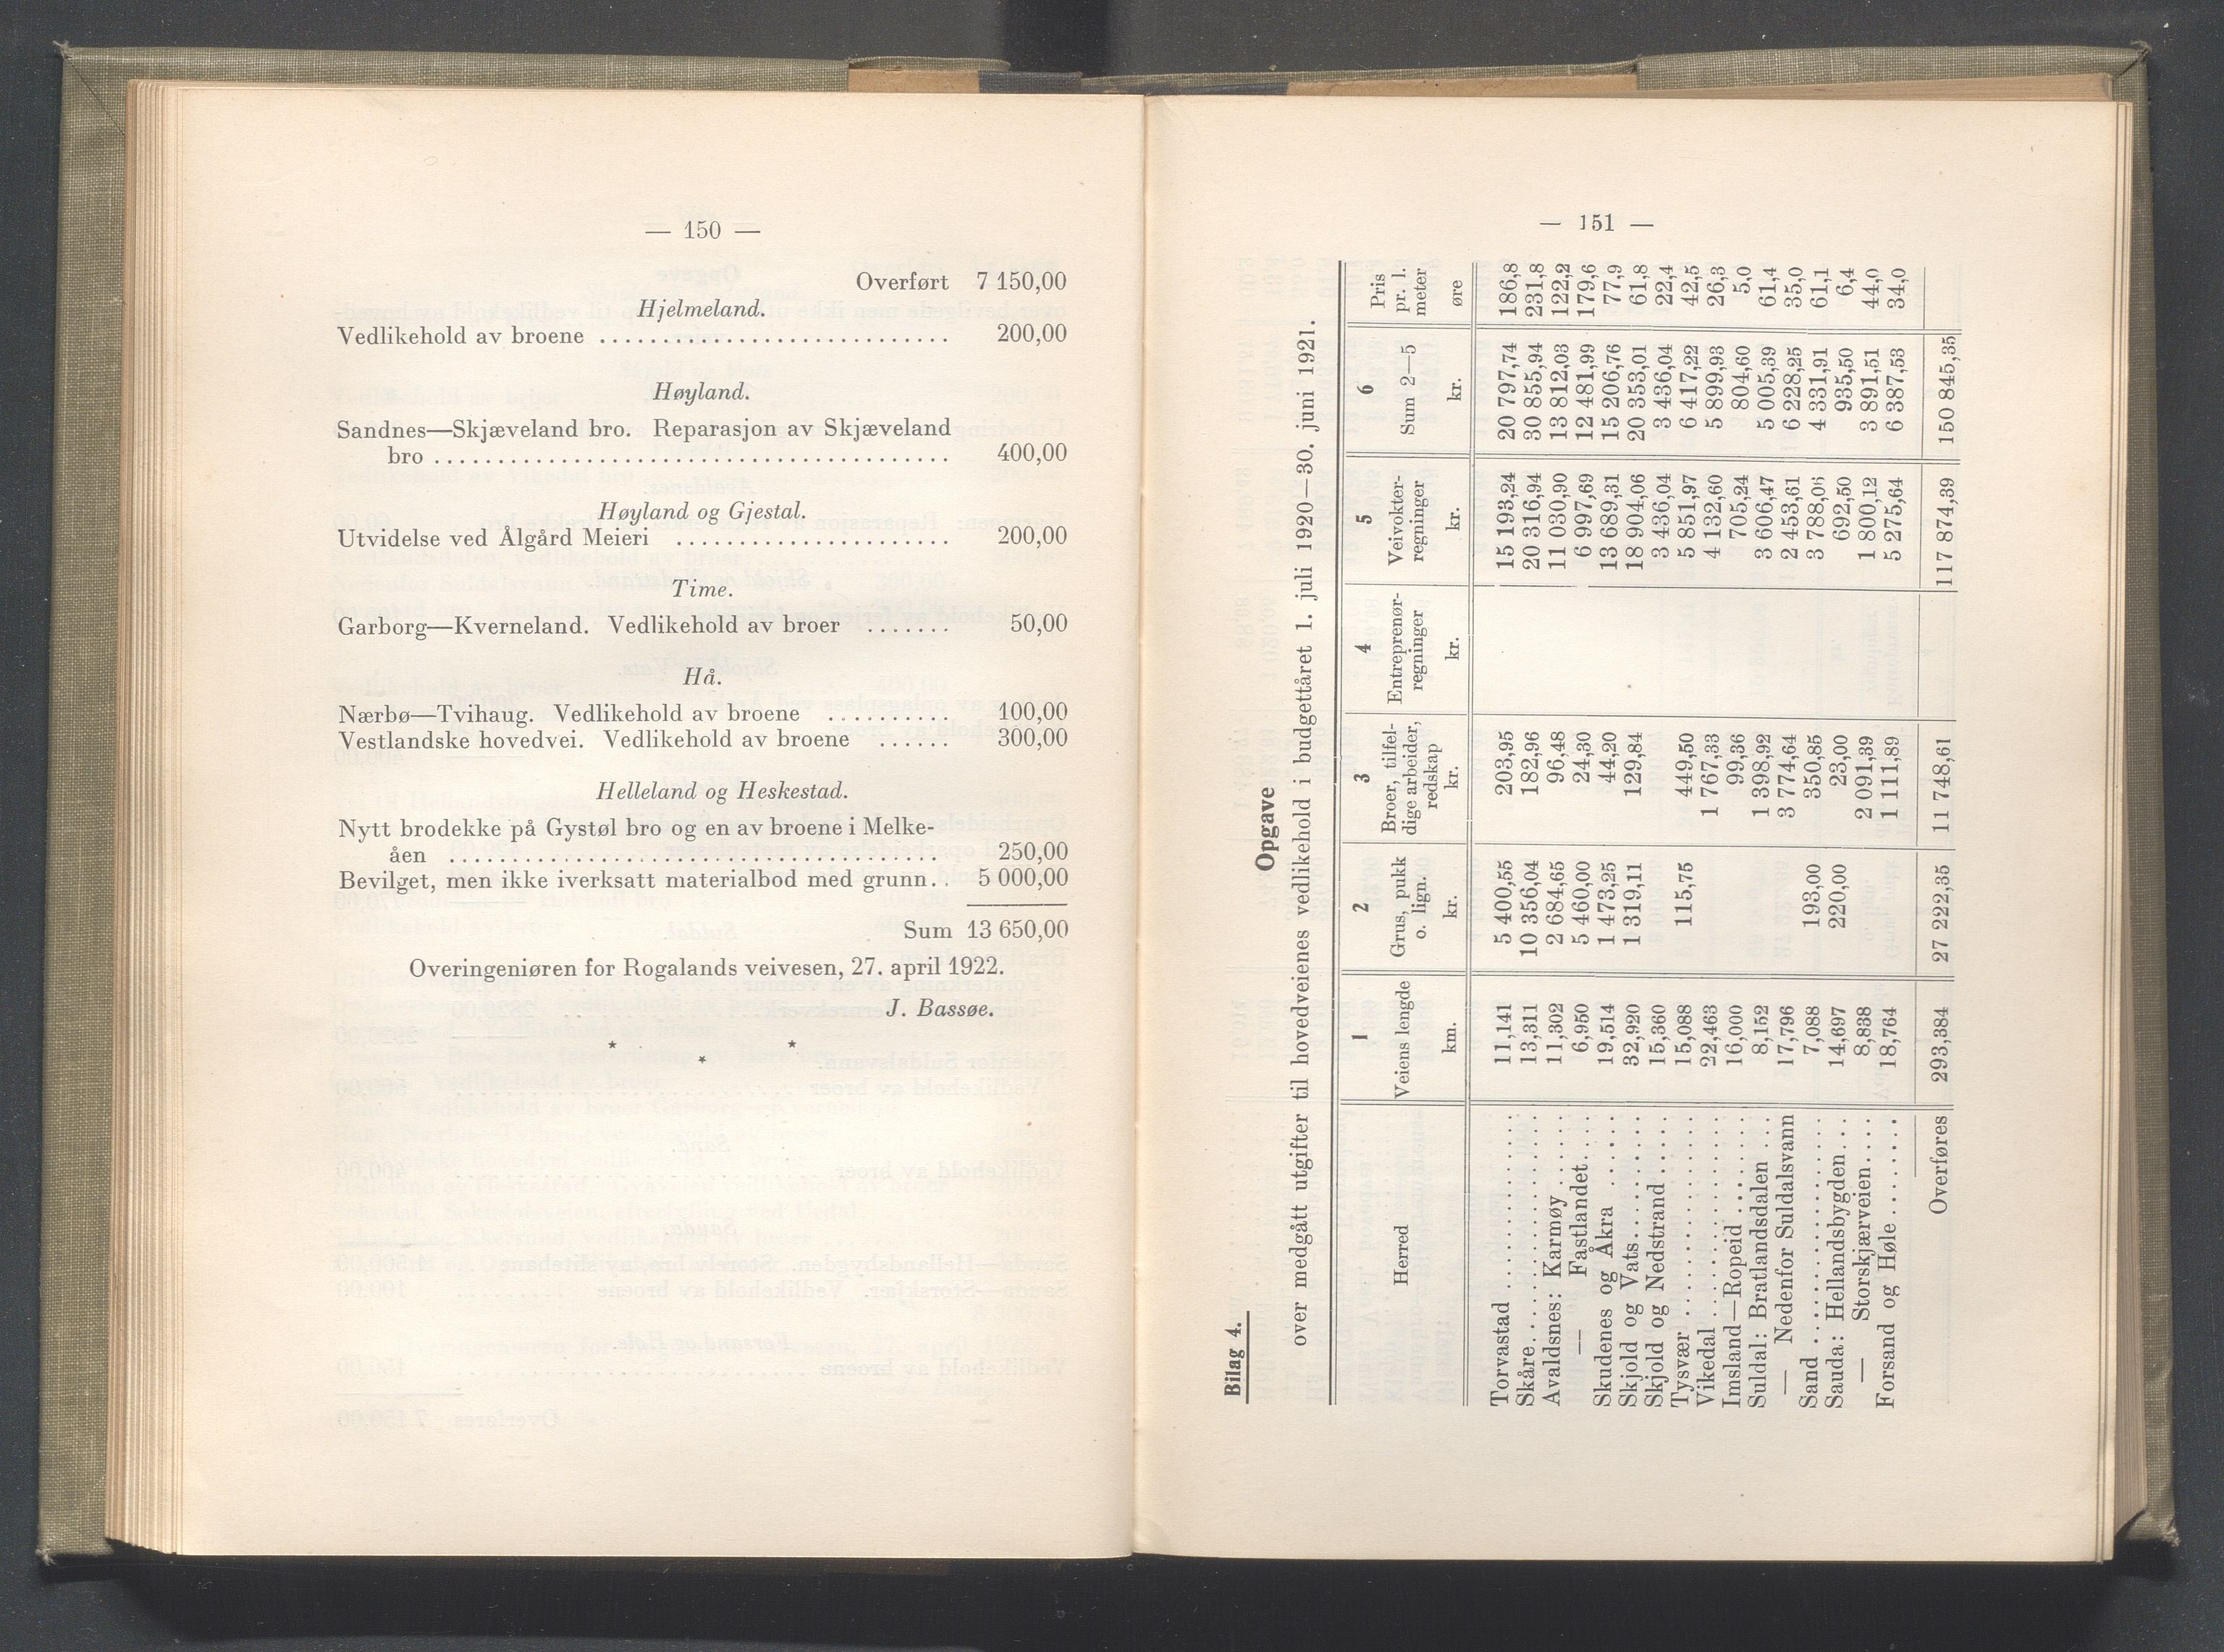 — 150 —
Overført 7 150,00
Hjelmeland.
Vedlikehold av broene ............................ 200,00
Høyland.
Sandnes—Skjæveland bro. Reparasjon av Skjæveland
bro ......................................... 400,00
Høyland og Gjestal.
Utvidelse ved Ålgård Meieri ...................... 200,00
Time.
Garborg—Kverneland. Vedlikehold av broer ....... 50,00
Hå.
Nærbø—Tvihaug. Vedlikehold av broene .......... 100,00
Vestlandske hovedvei. Vedlikehold av broene ...... 300,00
Helleland og Heskestad.
Nytt brodekke på Gystøl bro og en av broene i Melke-
åen ....................................... 250,00
Bevilget, men ikke iverksatt materialbod med grunn.. 5 000,00
Sum 13 650,00
Overingeniøren for Rogalands veivesen, 27. april 1922.
J. Bassøe.
* * *
— 151 —
Bilag 4.
Opgave
over medgått utgifter til hovedveienes vedlikehold i budgettåret 1. juli 1920—30. juni 1921.
1 2 3 4 5 6
Herred Veiens lengde Grus, pukk o. lign. Broer, tilfel-dige arbeider, redskap Entreprenør-regninger Veivokter-regninger Sum 2—5 Pris pr. l. meter
km. kr. kr. kr. kr. kr. øre
Torvastad .................. 11,141 5 400,55 203,95 15 193,24 20 797,74 186,8
Skåre....................... 13,311 10 356,04 182,96 20 316,94 30 855,94 231,8
Avaldsnes: Karmøy ....... 11,302 2 684,65 96,48 11 030,90 13 812,03 122,2
— Fastlandet.... 6,950 5 460,00 24,30 6 997,69 12 481,99 179,6
Skudenes og Åkra ...... 19,514 1 473,25 44,20 13 689,31 15 206,76 77,9
Skjold og Vats........... 32,920 1 319,11 129,84 18 904,06 20 353,01 61,8
Skjold og Nedstrand ...... 15,360 3 436,04 3 436,04 22,4
Tysvær .................. 15,088 115,75 449,50 5 851,97 6 417,22 42,5
Vikedal .................. 22,463 1 767,33 4 132,60 5 899,93 26,3
Imsland—Ropeid ......... 16,000 99,36 705,24 804,60 5,0
Suldal: Bratlandsdalen .... 8,152 1 398,92 3 606,47 5 005,39 61,4
— Nedenfor Suldalsvann 17,796 3 774,64 2 453,61 6 228,25 35,0
Sand .................... 7,088 193,00 350,85 3 788,06 4 331,91 61,1
Sauda: Hellandsbygden.... 14,697 220,00 23,00 692,50 935,50 6,4
— Storskjærveien.... 8,838 2 091,39 1 800,12 3 891,51 44,0
Forsand og Høle ........ 18,764 1 111,89 5 275,64 6 387,53 34,0
Overføres 293,384 27 222,35 11 748,61 117 874,39 150 845,35